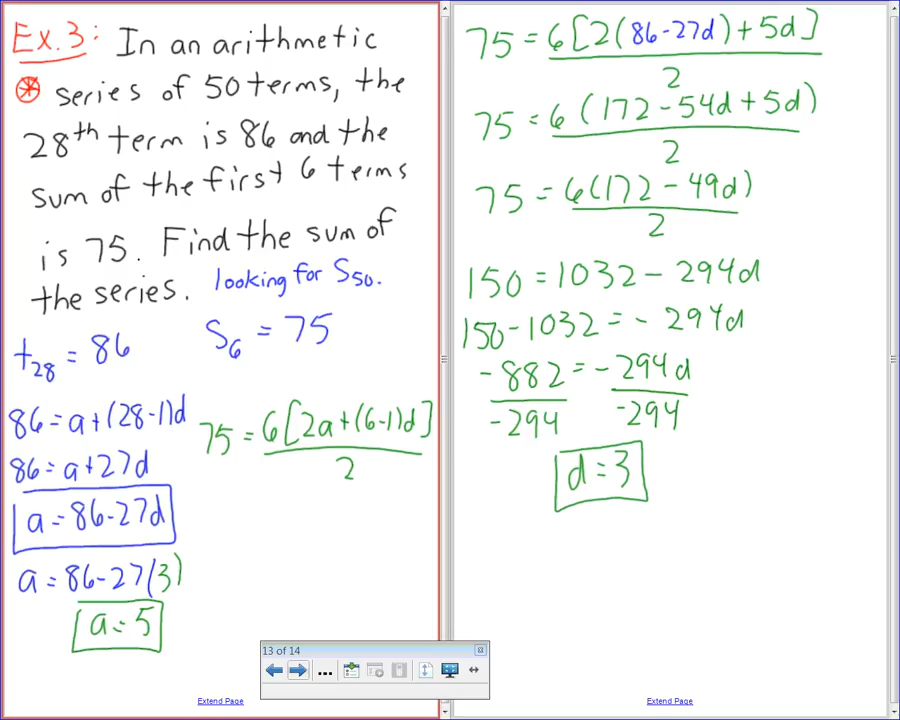 Ex.3: In an arithmetic
series of 50 terms, the
28th term is 86 and the
sum of the first 6 terms
is 75. Find the sum of
the series. looking for S50.
t28 = 86
S6 = 75
86 = a+(28-1)d
86 = a+27d
a = 86-27d
a = 86-27(3)
a = 5
75 = 6[2a+(6-1)d]
2
75 = 6[2(86-27d)+5d]
2
75 = 6(172-54d+5d)
2
75 = 6(172-49d)
2
150 = 1032 - 294d
150-1032 = - 294d
-882 = -294d
-294 -294
d = 3
13 of 14
...
Extend Page
Extend Page